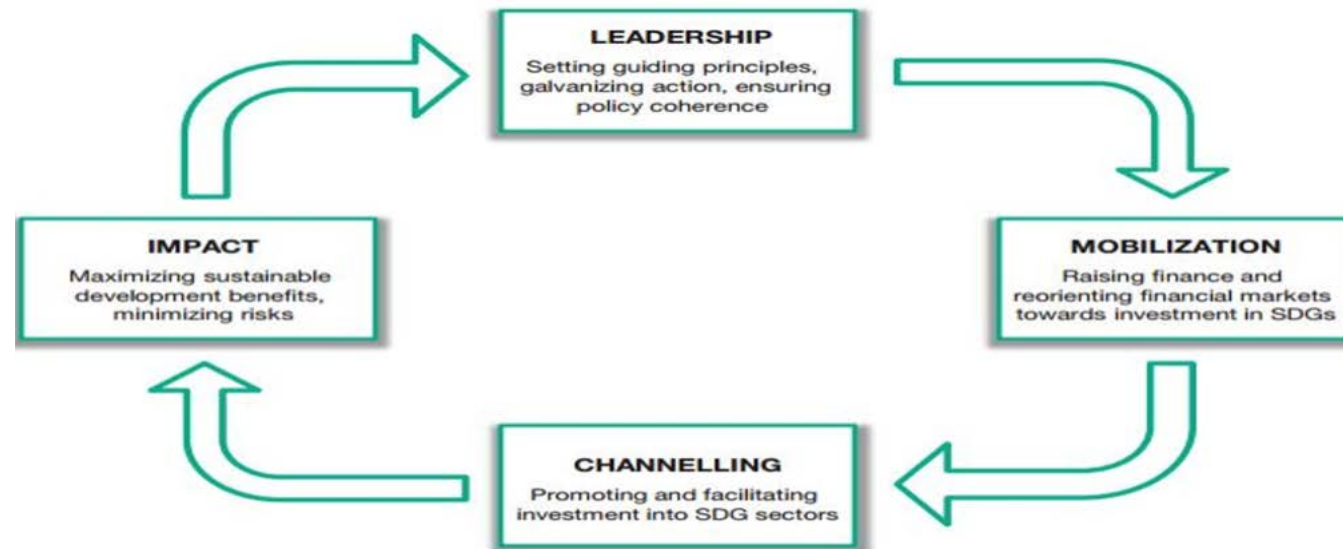 LEADERSHIP
Setting guiding principles,
galvanizing action, ensuring
policy coherence
IMPACT
Maximizing sustainable
development benefits,
minimizing risks
MOBILIZATION
Raising finance and
reorienting financial markets
towards investment in SDGs
CHANNELLING
Promoting and facilitating
investment into SDG sectors